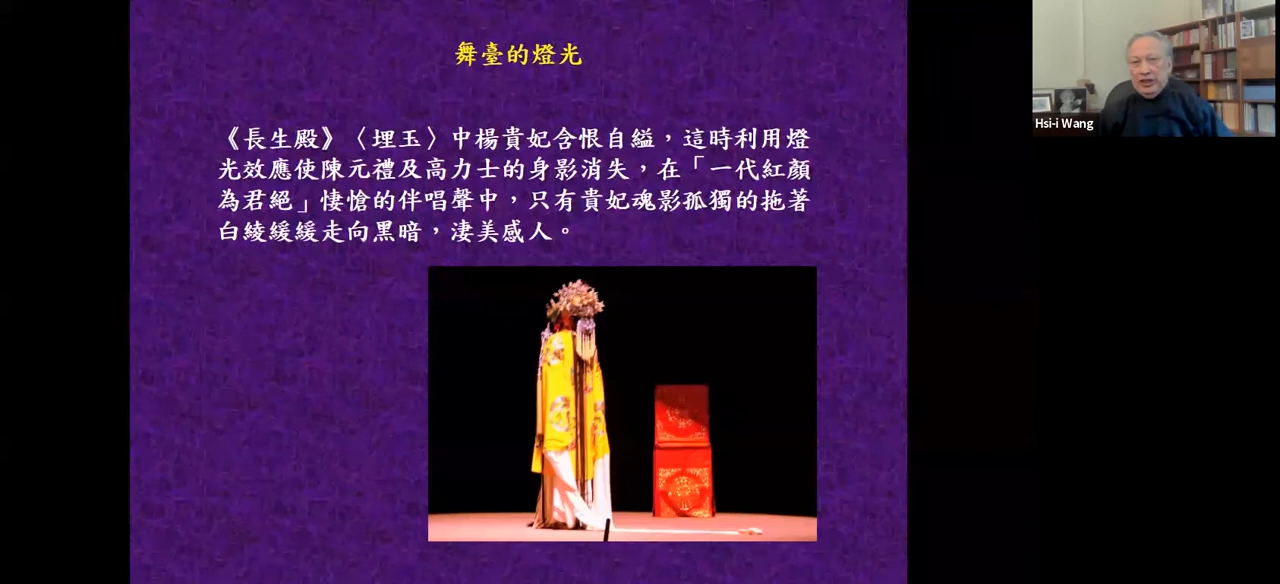 舞臺的燈光
《長生殿》〈埋玉〉中楊貴妃含恨自縊，這時利用燈
光效應使陳元禮及高力士的身影消失，在「一代紅顏
為君絕」悽愴的伴唱聲中，只有貴妃魂影孤獨的拖著
白綾緩緩走向黑暗，淒美感人。
Hsi-i Wang